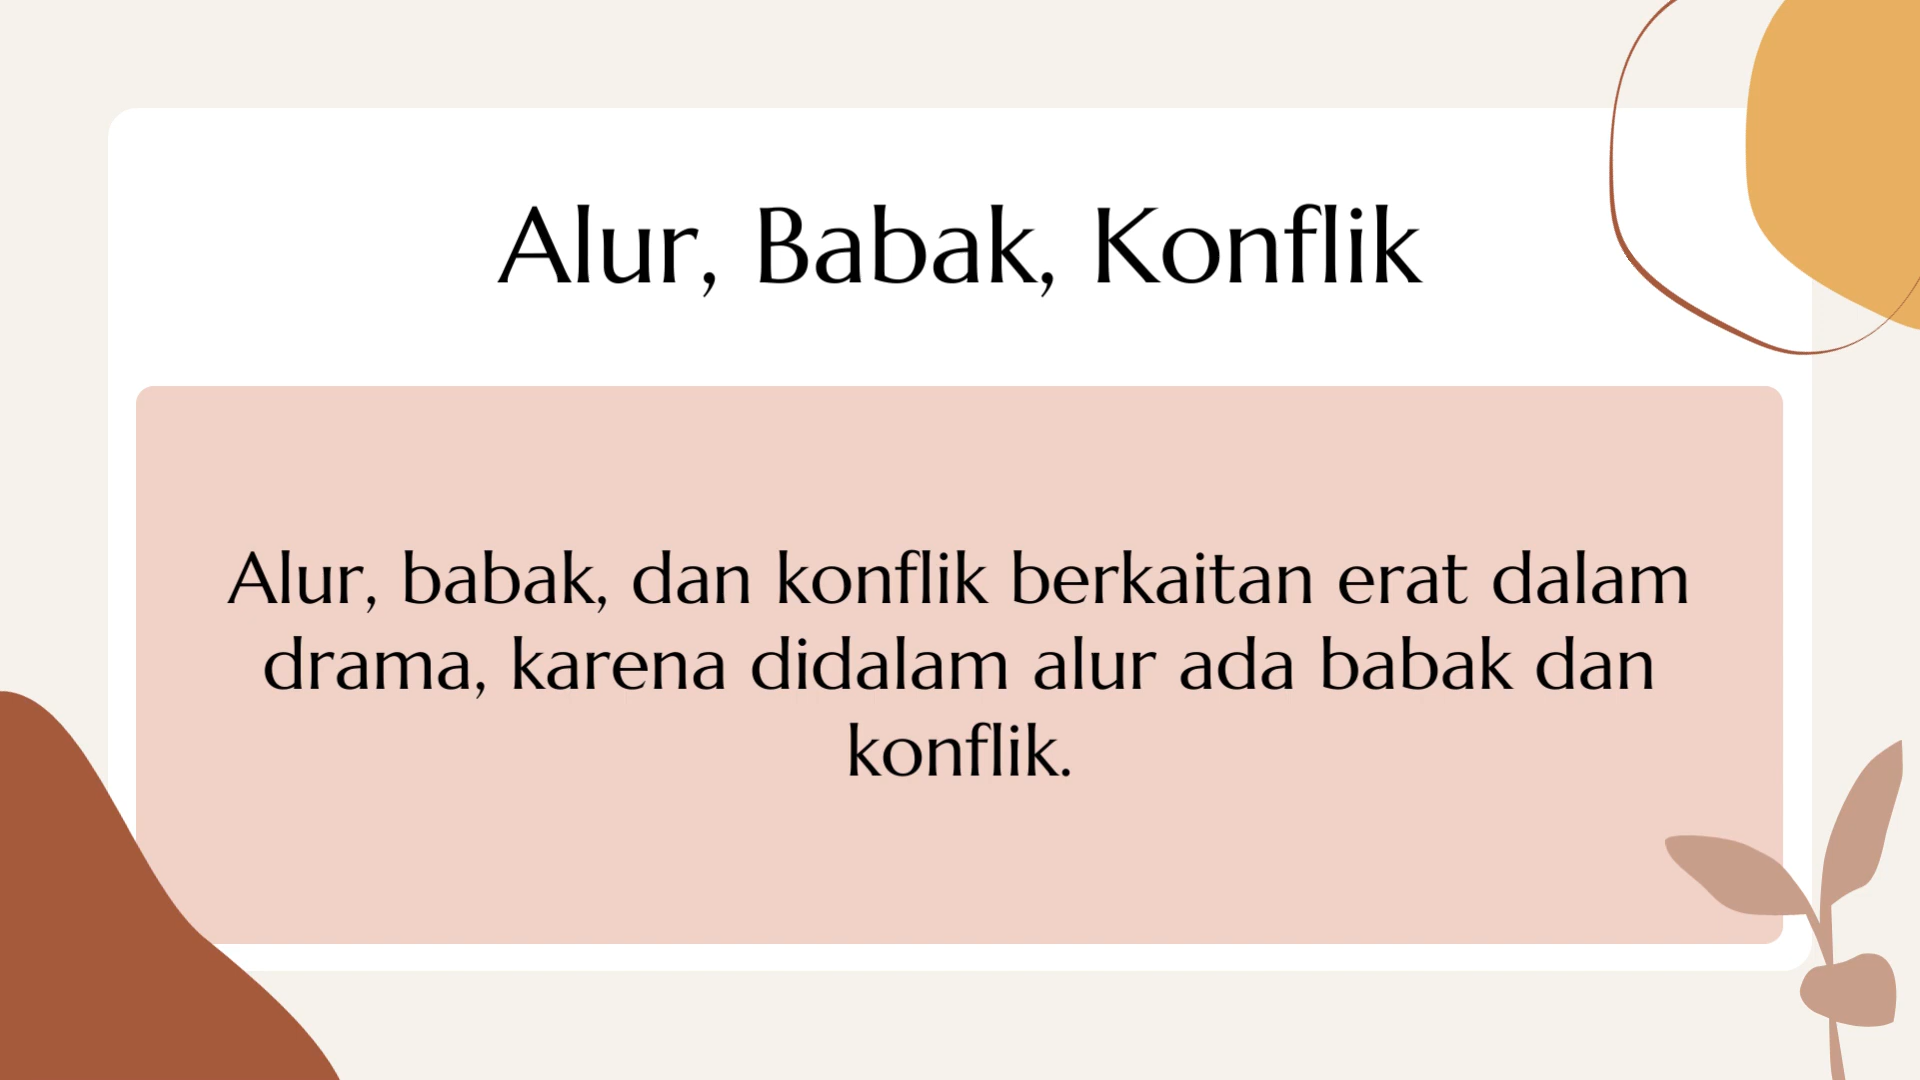 Alur, Babak, Konflik
Alur, babak, dan konflik berkaitan erat dalam
drama, karena didalam alur ada babak dan
konflik.